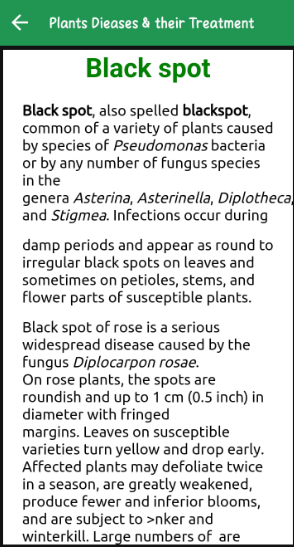 Plants Dieases & their Treatment
Black spot
Black spot, also spelled blackspot,
common of a variety of plants caused
by species of Pseudomonas bacteria
or by any number of fungus species
in the
genera Asterina, Asterinella, Diplotheca,
and Stigmea. Infections occur during
damp periods and appear as round to
irregular black spots on leaves and
sometimes on petioles, stems, and
flower parts of susceptible plants.
Black spot of rose is a serious
widespread disease caused by the
fungus Diplocarpon rosae.
On rose plants, the spots are
roundish and up to 1 cm (0.5 inch) in
diameter with fringed
margins. Leaves on susceptible
varieties turn yellow and drop early.
Affected plants may defoliate twice
in a season, are greatly weakened,
produce fewer and inferior blooms,
and are subject to >nker and
winterkill. Large numbers of are